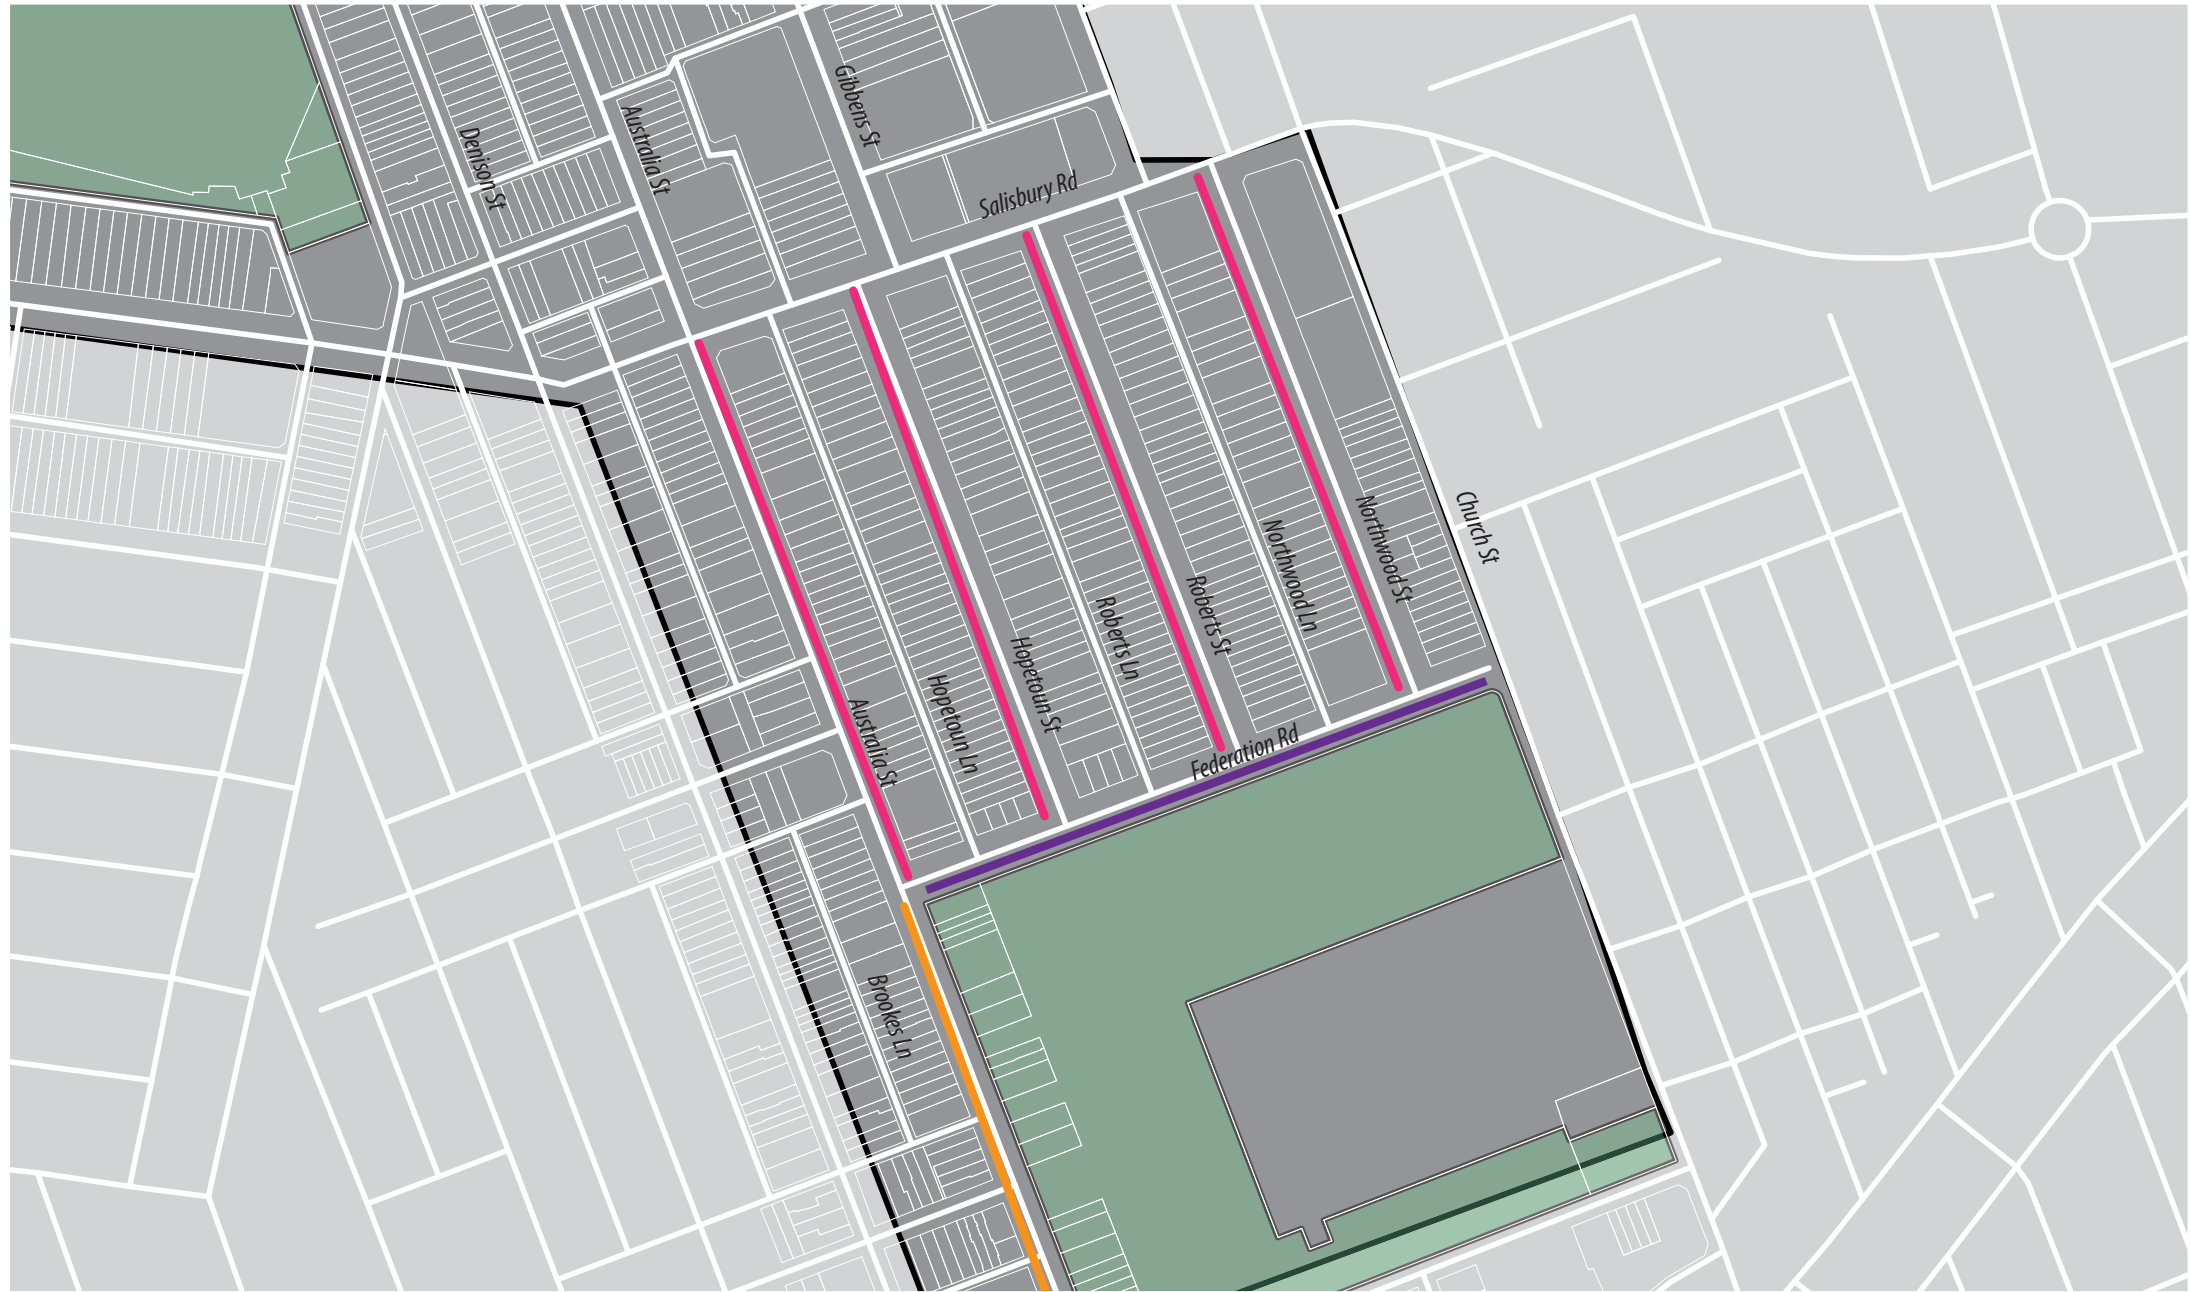 Gibbens St
Australia St
Denison St
Salisbury Rd
Church St
Northwood St
Northwood Ln
Roberts St
Roberts Ln
Hopetoun St
Hopetoun Ln
Australia St
Federation Rd
Brookes Ln